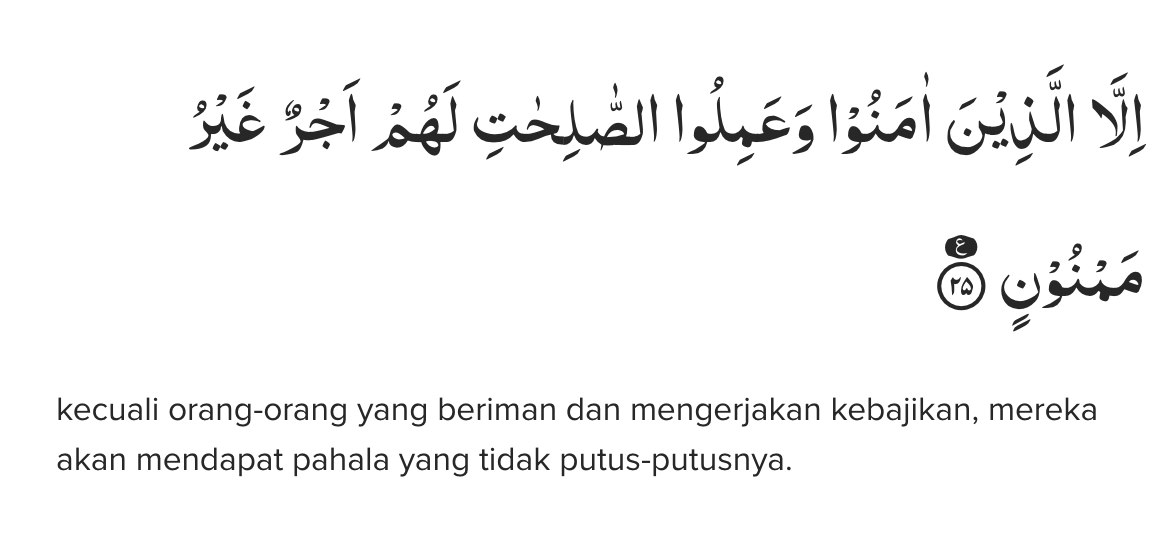 اِلَّا الَّذِيْنَ اٰمَنُوْا وَعَمِلُوا الصّٰلِحٰتِ لَهُمْ اَجْرٌ غَيْرُ
مَمْنُوْنٍ ࣖ ۲۵
kecuali orang-orang yang beriman dan mengerjakan kebajikan, mereka
akan mendapat pahala yang tidak putus-putusnya.